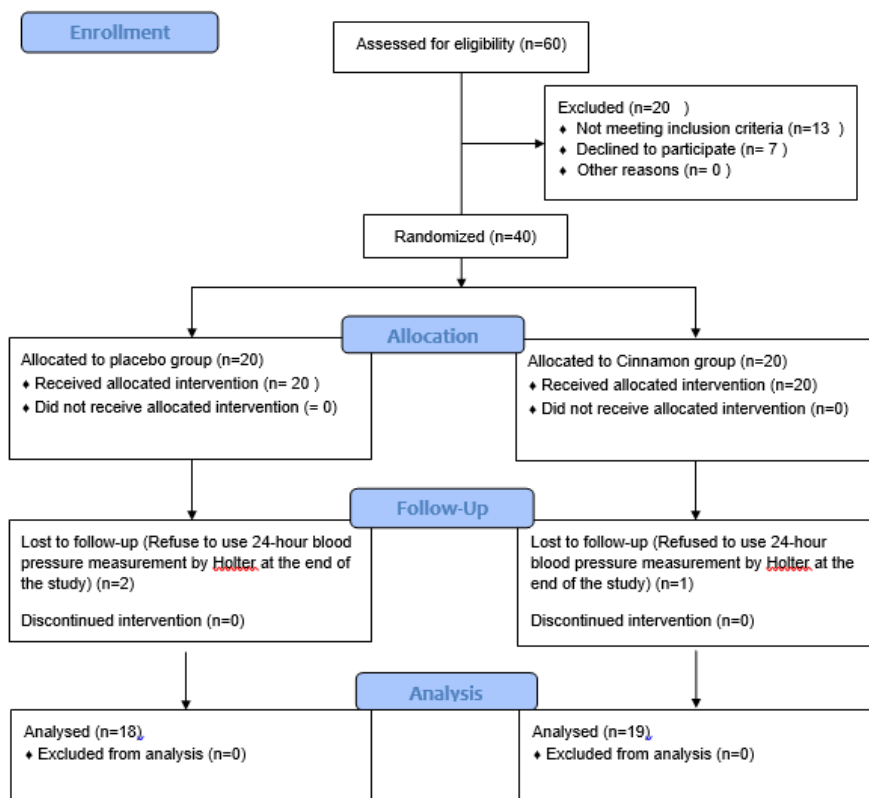 Enrollment
Assessed for eligibility (n=60)
Excluded (n=20 )
♦ Not meeting inclusion criteria (n=13 )
♦ Declined to participate (n= 7 )
♦ Other reasons (n= 0 )
Randomized (n=40)
Allocation
Allocated to placebo group (n=20)
♦ Received allocated intervention (n= 20 )
♦ Did not receive allocated intervention (= 0)
Allocated to Cinnamon group (n=20)
♦ Received allocated intervention (n=20)
♦ Did not receive allocated intervention (n=0)
Follow-Up
Lost to follow-up (Refuse to use 24-hour blood
pressure measurement by Holter at the end of
the study) (n=2)
Discontinued intervention (n=0)
Lost to follow-up (Refused to use 24-hour
blood pressure measurement by Holter at the
end of the study) (n=1)
Discontinued intervention (n=0)
Analysis
Analysed (n=18)
♦ Excluded from analysis (n=0)
Analysed (n=19)
♦ Excluded from analysis (n=0)